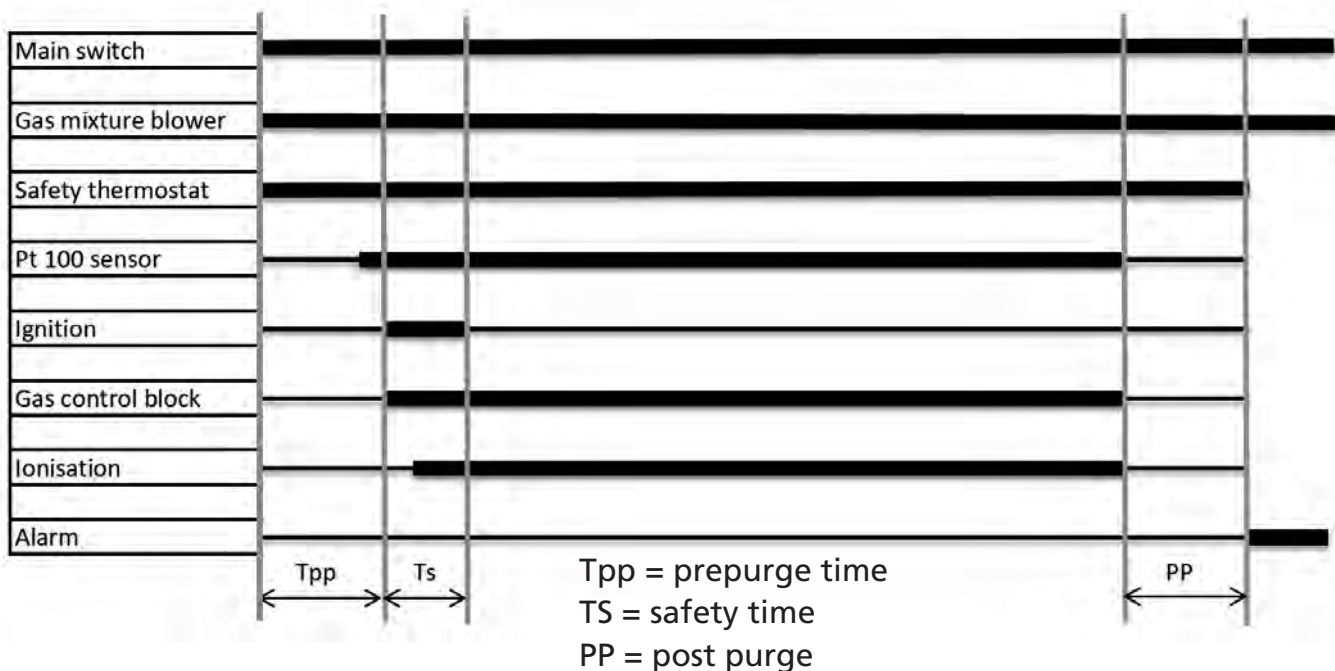 Main switch
Gas mixture blower
Safety thermostat
Pt 100 sensor
Ignition
Gas control block
Ionisation
Alarm
Tpp Ts PP
Tpp = prepurge time
TS = safety time
PP = post purge